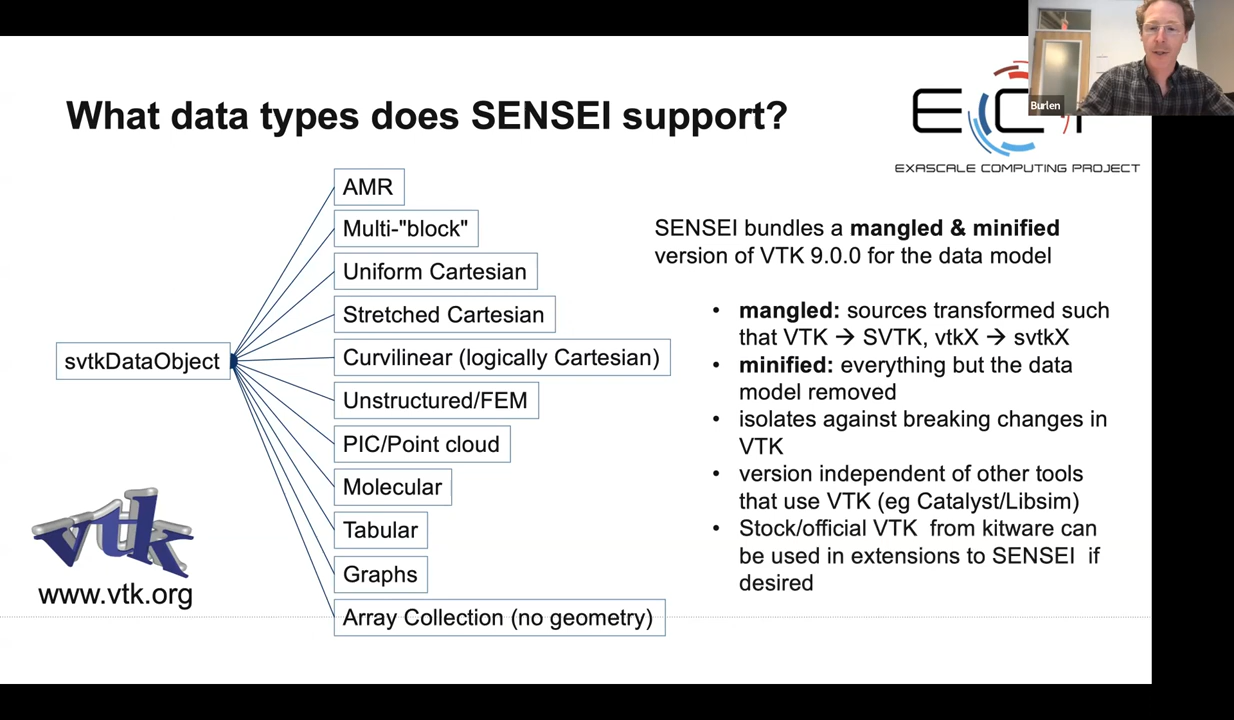 Burlen
What data types does SENSEI support?
EXASCALE COMPUTING PROJECT
svtkDataObject
AMR
Multi-"block"
Uniform Cartesian
Stretched Cartesian
Curvilinear (logically Cartesian)
Unstructured/FEM
PIC/Point cloud
Molecular
Tabular
Graphs
Array Collection (no geometry)
vtk
www.vtk.org
SENSEI bundles a mangled & minified
version of VTK 9.0.0 for the data model
• mangled: sources transformed such
that VTK → SVTK, vtkX → svtkX
• minified: everything but the data
model removed
• isolates against breaking changes in
VTK
• version independent of other tools
that use VTK (eg Catalyst/Libsim)
• Stock/official VTK from kitware can
be used in extensions to SENSEI if
desired